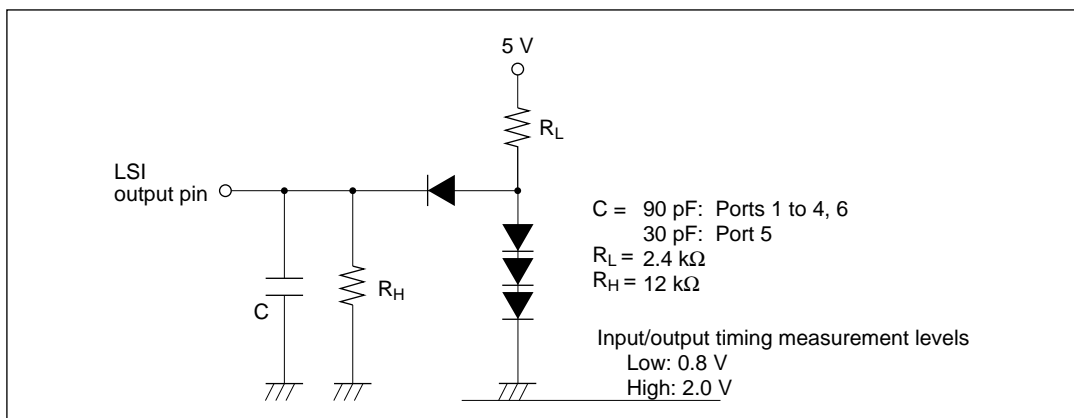 5 V
R_L
LSI
output pin
C
R_H
C = 90 pF: Ports 1 to 4, 6
30 pF: Port 5
R_L = 2.4 kΩ
R_H = 12 kΩ
Input/output timing measurement levels
Low: 0.8 V
High: 2.0 V